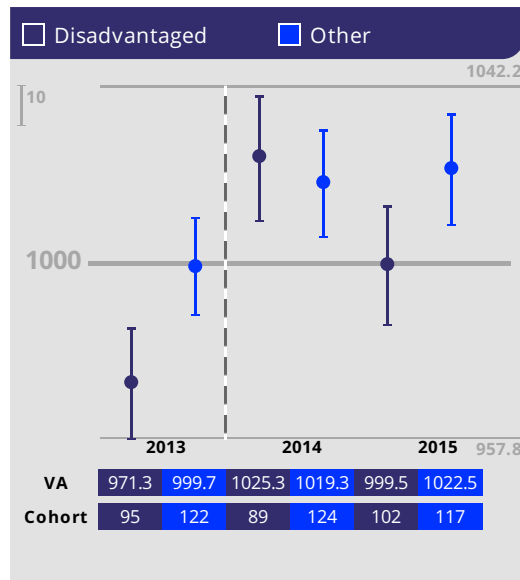 Disadvantaged Other
1042.2
10
1000
2013 2014 2015 957.8
VA 971.3 999.7 1025.3 1019.3 999.5 1022.5
Cohort 95 122 89 124 102 117